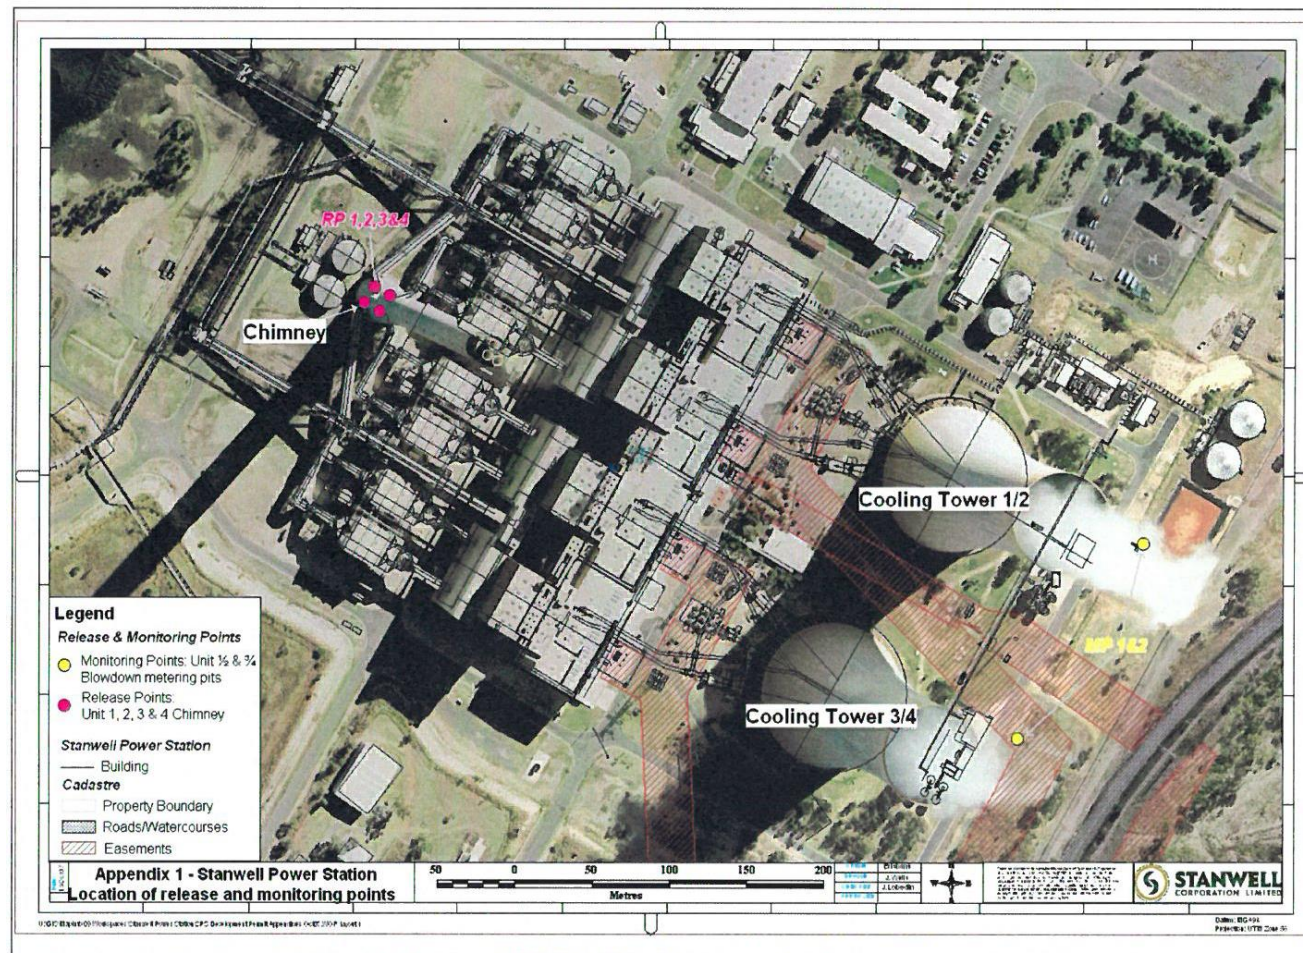 RP 1,2,3&4
Chimney
Cooling Tower 1/2
MP 1&2
Cooling Tower 3/4
H
Legend
Release & Monitoring Points
Monitoring Points: Unit ½ & ¾
Blowdown metering pits
Release Points:
Unit 1, 2, 3 & 4 Chimney
Stanwell Power Station
Building
Cadastre
Property Boundary
Roads/Watercourses
Easements
Appendix 1 - Stanwell Power Station
Location of release and monitoring points
50 0 50 100 150 200
Metres
STANWELL
CORPORATION LIMITED